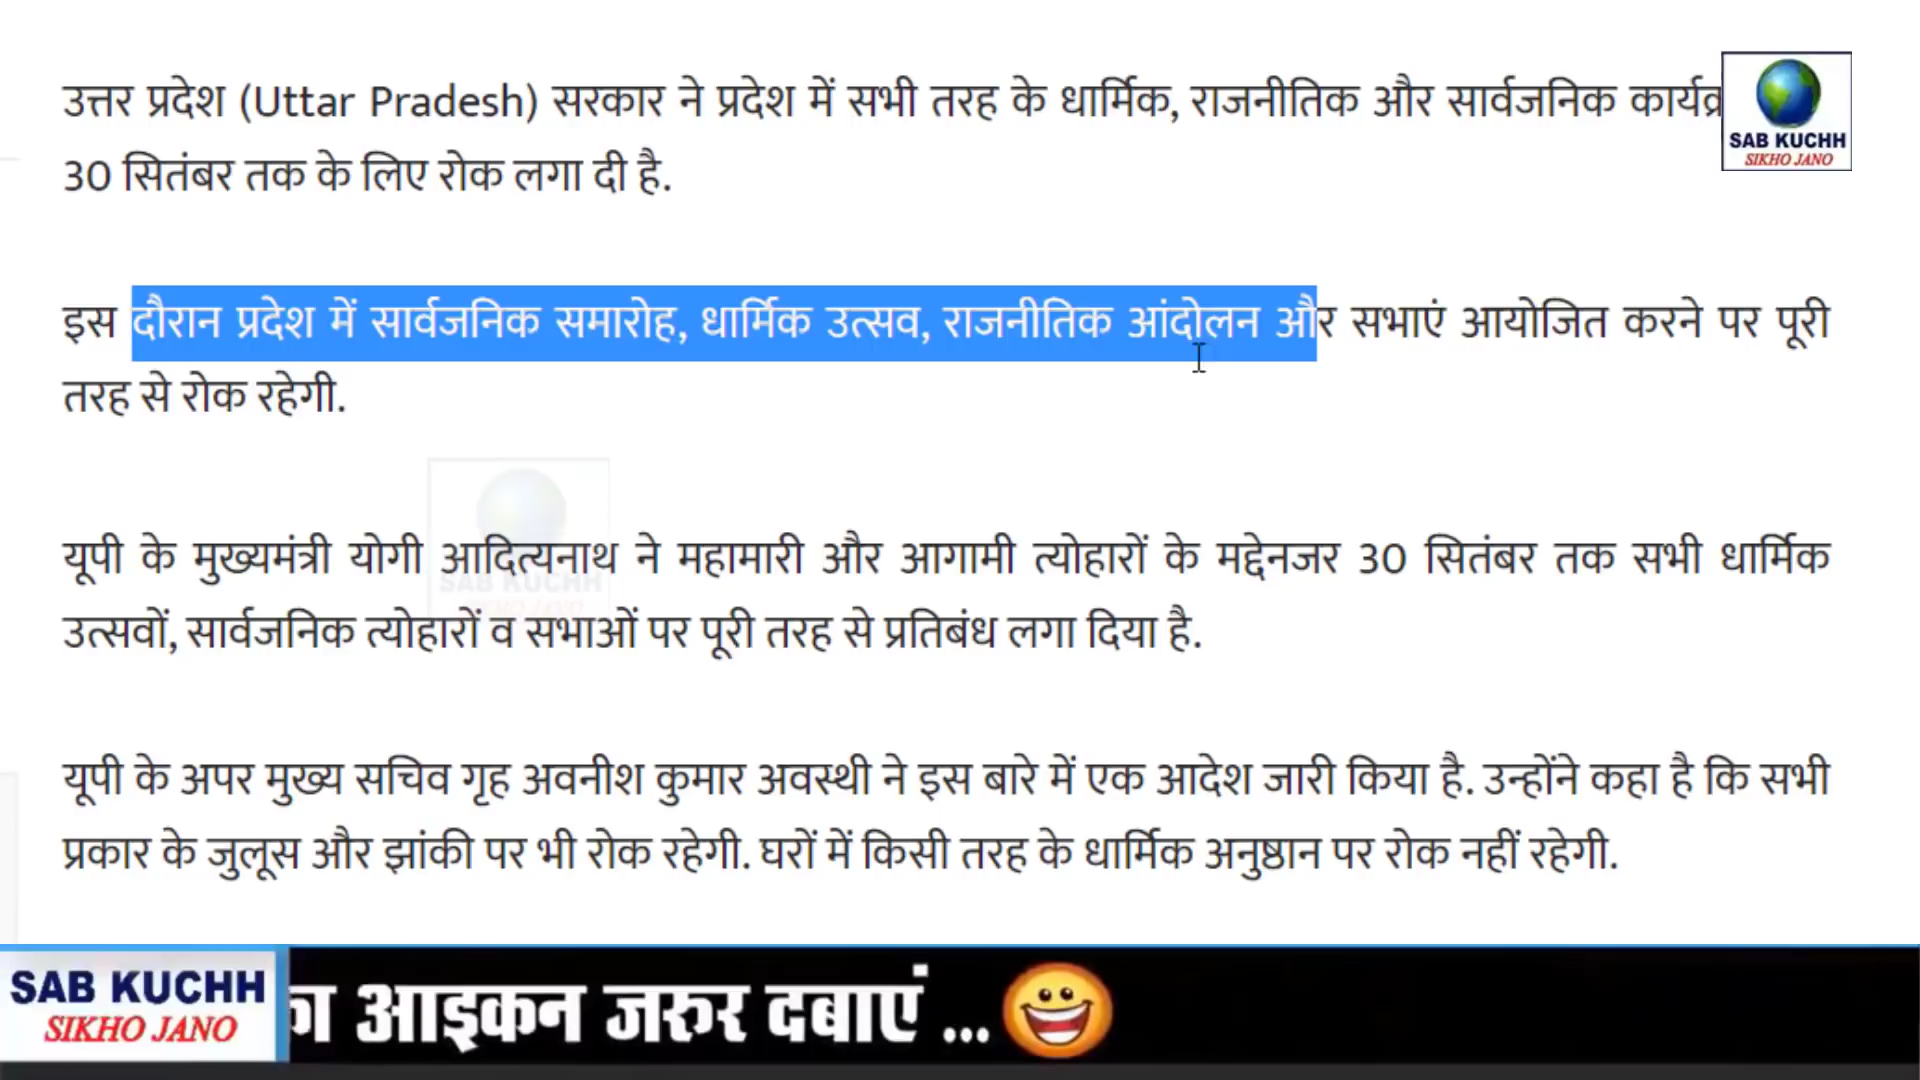 उत्तर प्रदेश (Uttar Pradesh) सरकार ने प्रदेश में सभी तरह के धार्मिक, राजनीतिक और सार्वजनिक
SAB KUCHH
SIKHO JANO
30 सितंबर तक के लिए रोक लगा दी है.
इस दौरान प्रदेश में सार्वजनिक समारोह, धार्मिक उत्सव, राजनीतिक आंदोलन और सभाएं आयोजित करने पर पूरी
तरह से रोक रहेगी.
यूपी के मुख्यमंत्री योगी आदित्यनाथ ने महामारी और आगामी त्योहारों के मद्देनजर 30 सितंबर तक सभी धार्मिक
SAB KUCHH
SIKHO JANO
उत्सवों, सार्वजनिक त्योहारों व सभाओं पर पूरी तरह से प्रतिबंध लगा दिया है.
यूपी के अपर मुख्य सचिव गृह अवनीश कुमार अवस्थी ने इस बारे में एक आदेश जारी किया है. उन्होंने कहा है कि सभी
प्रकार के जुलूस और झांकी पर भी रोक रहेगी. घरों में किसी तरह के धार्मिक अनुष्ठान पर रोक नहीं रहेगी.
SAB KUCHH
SIKHO JANO
का आइकन जरुर दबाएं ...